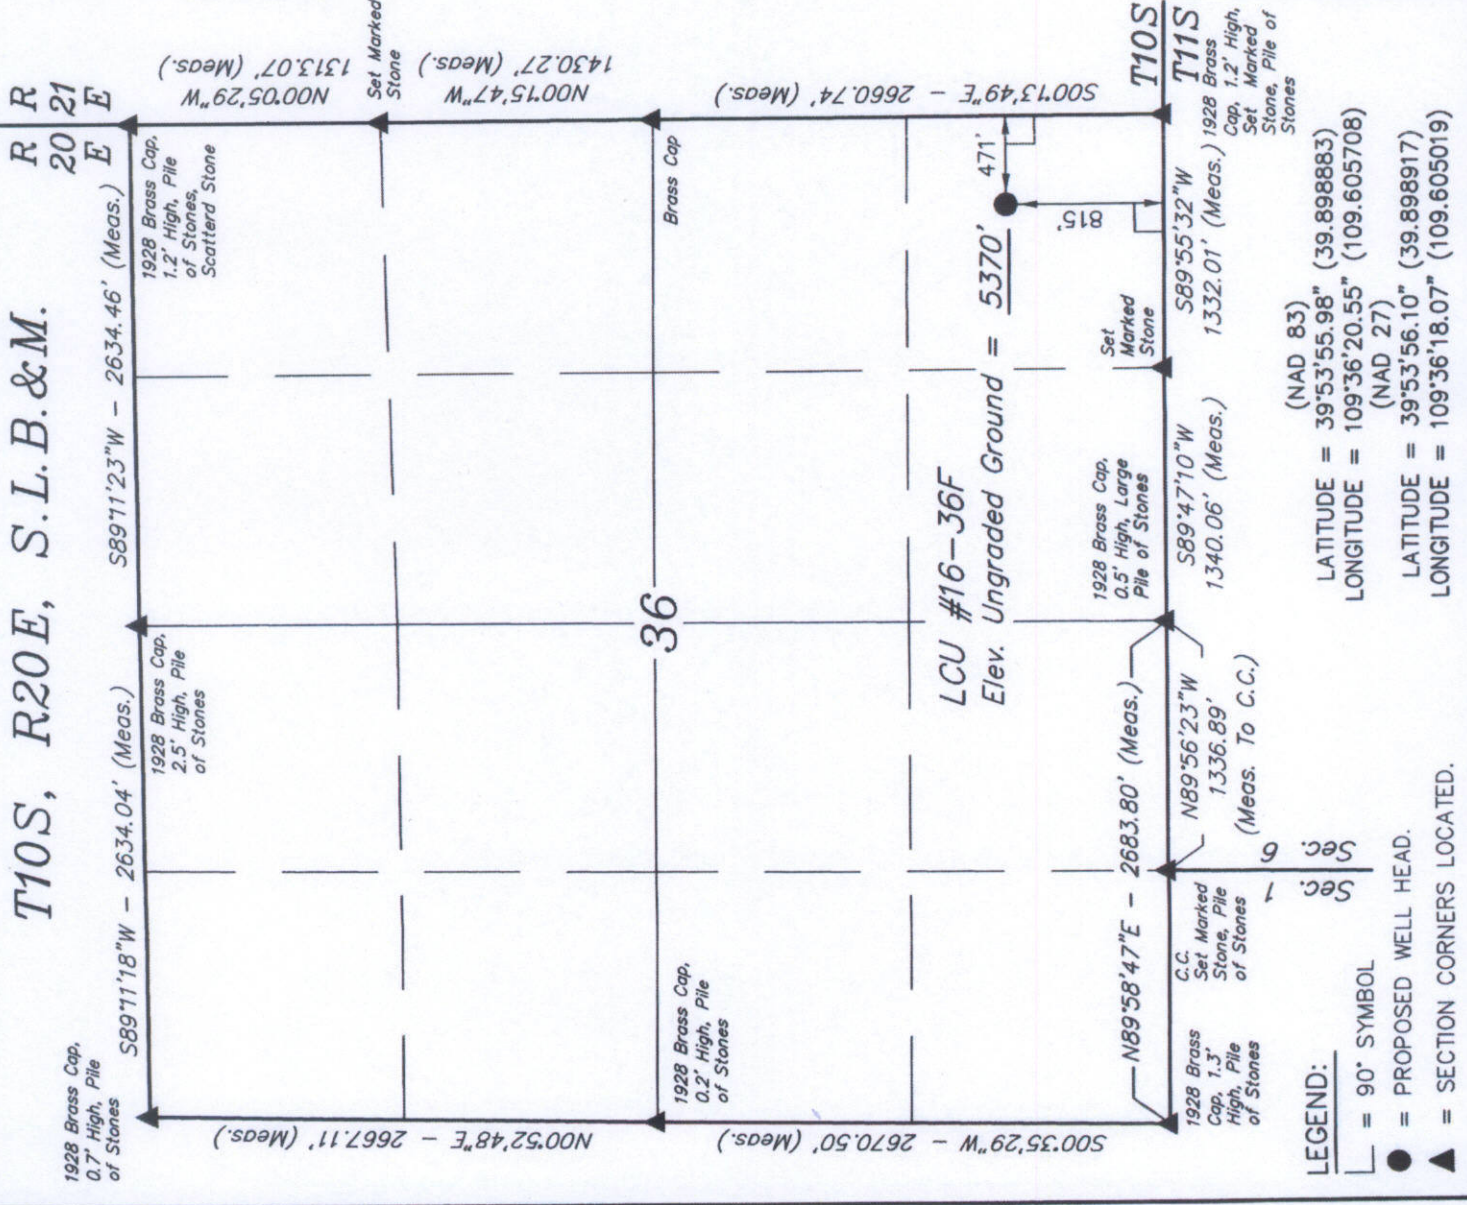 T10S, R20E, S.L.B.&M.
R R
20 21
E E
1928 Brass Cap,
0.7' High, Pile
of Stones
S89°11'18"W - 2634.04' (Meas.)
1928 Brass Cap,
2.5' High, Pile
of Stones
S89°11'23"W - 2634.46' (Meas.)
1928 Brass Cap,
1.2' High, Pile
of Stones,
Scatterd Stone
N00°05'29"W
1313.07' (Meas.)
Set Marked
Stone
N00°15'47"W
1430.27' (Meas.)
Brass Cap
S00°13'49"E - 2660.74' (Meas.)
N00°52'48"E - 2667.11' (Meas.)
1928 Brass Cap,
0.2' High, Pile
of Stones
S00°35'29"W - 2670.50' (Meas.)
36
LCU #16-36F
Elev. Ungraded Ground = 5370'
471'
815'
T10S
T11S
1928 Brass
Cap, 1.2' High,
Set Marked
Stone, Pile of
Stones
Set
Marked
Stone
1928 Brass Cap,
0.5' High, Large
Pile of Stones
N89°58'47"E - 2683.80' (Meas.)
1928 Brass
Cap, 1.3'
High, Pile
of Stones
C.C.
Set Marked
Stone, Pile
of Stones
N89°56'23"W
1336.89'
(Meas. To C.C.)
S89°47'10"W
1340.06' (Meas.)
S89°55'32"W
1332.01' (Meas.)
Sec. 1
Sec. 6
LEGEND:
= 90° SYMBOL
= PROPOSED WELL HEAD.
= SECTION CORNERS LOCATED.
(NAD 83)
LATITUDE = 39°53'55.98" (39.898883)
LONGITUDE = 109°36'20.55" (109.605708)
(NAD 27)
LATITUDE = 39°53'56.10" (39.898917)
LONGITUDE = 109°36'18.07" (109.605019)